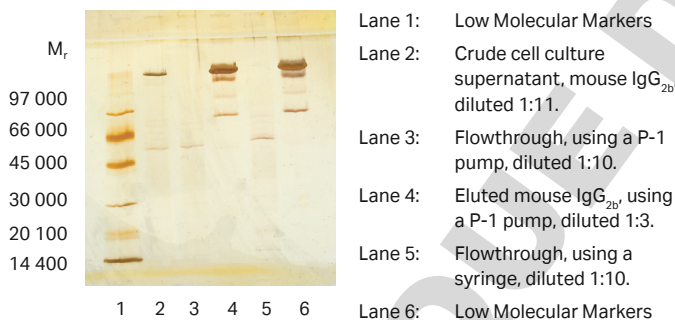 Mr
97 000
66 000
45 000
30 000
20 100
14 400
1 2 3 4 5 6
Lane 1: Low Molecular Markers
Lane 2: Crude cell culture
supernatant, mouse IgG2b,
diluted 1:11.
Lane 3: Flowthrough, using a P-1
pump, diluted 1:10.
Lane 4: Eluted mouse IgG2b, using
a P-1 pump, diluted 1:3.
Lane 5: Flowthrough, using a
syringe, diluted 1:10.
Lane 6: Low Molecular Markers